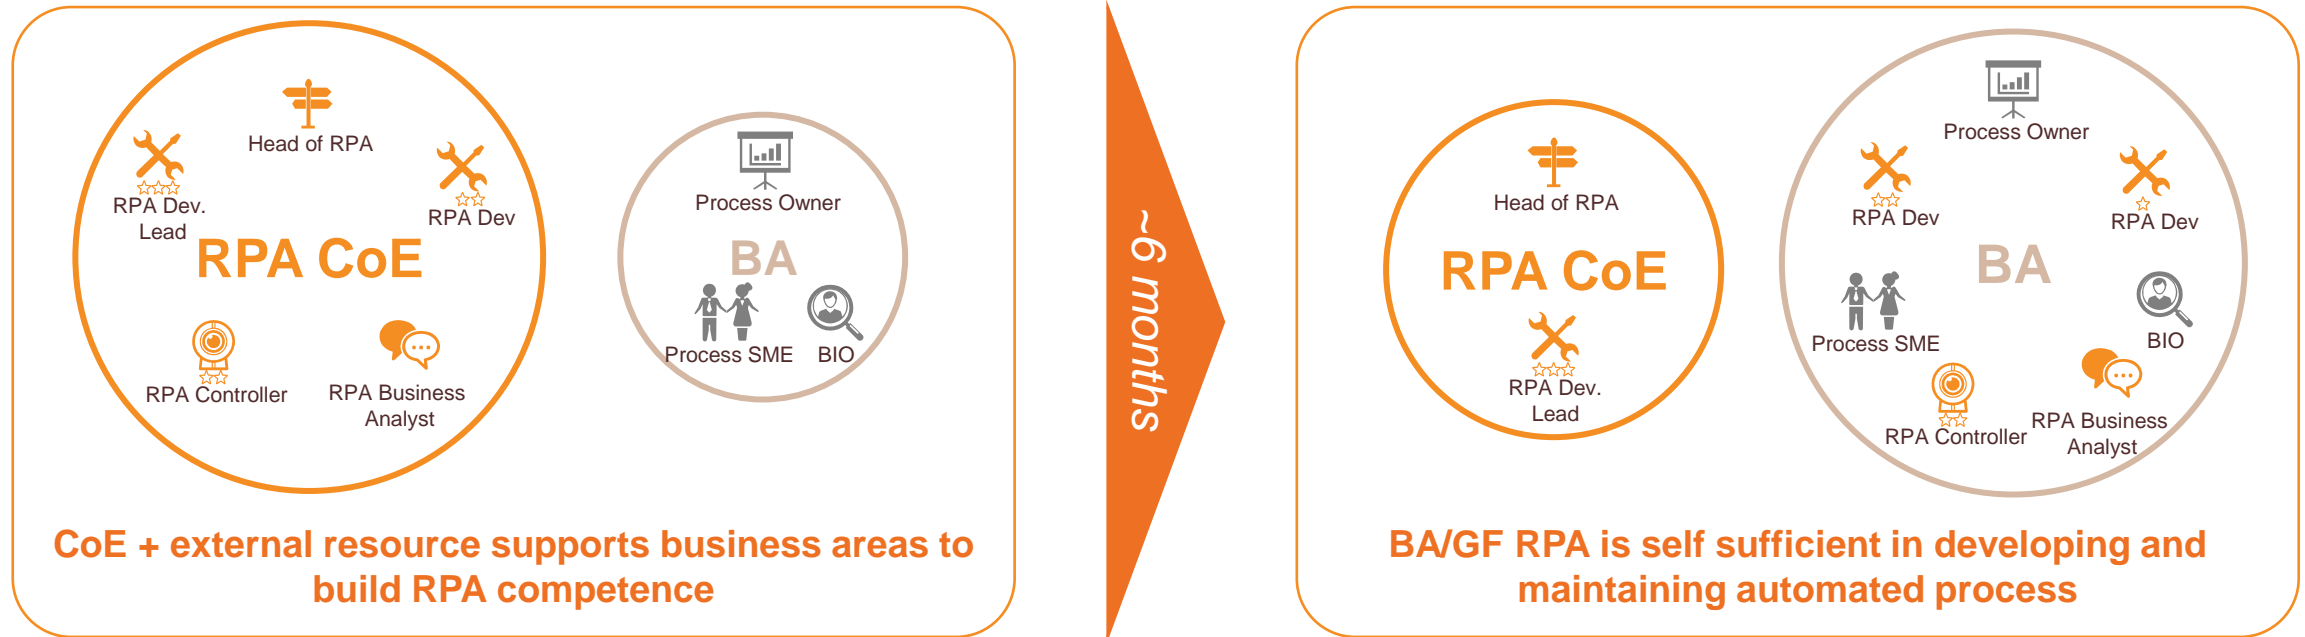 Head of RPA
RPA Dev.
Lead
RPA Dev
RPA CoE
RPA Controller
RPA Business
Analyst
Process Owner
BA
Process SME
BIO
CoE + external resource supports business areas to
build RPA competence
~6 months
Head of RPA
RPA CoE
RPA Dev.
Lead
Process Owner
RPA Dev
RPA Dev
BA
Process SME
BIO
RPA Controller
RPA Business
Analyst
BA/GF RPA is self sufficient in developing and
maintaining automated process